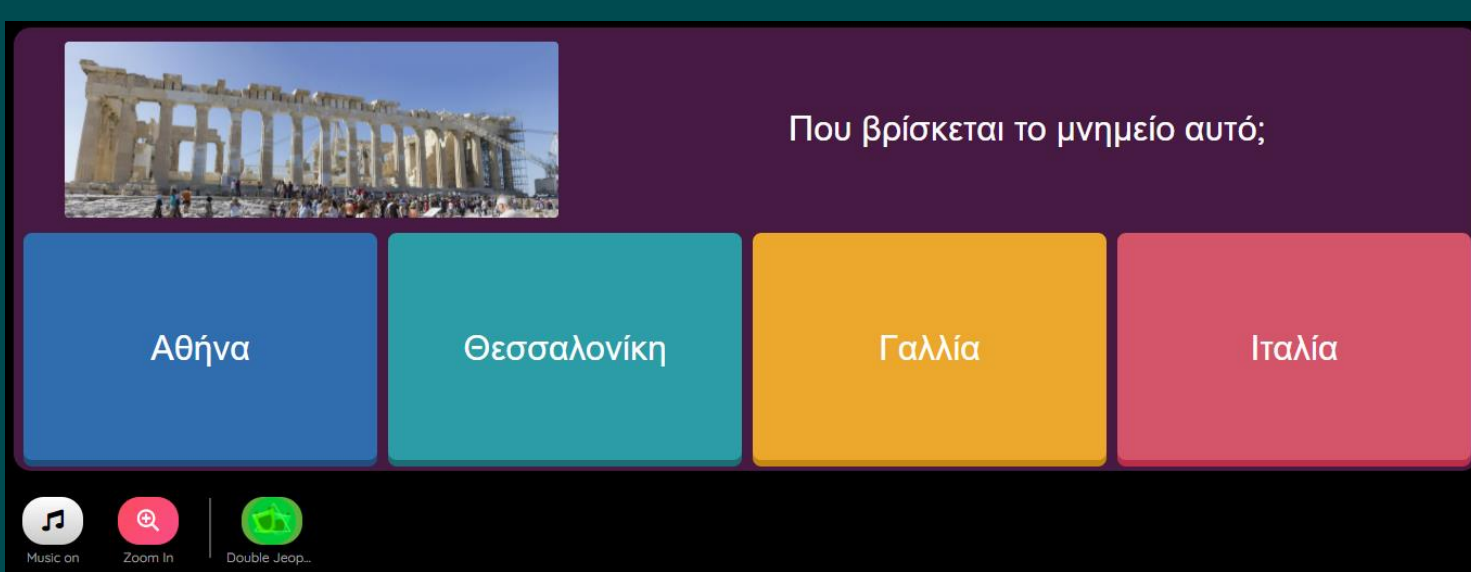 Που βρίσκεται το μνημείο αυτό;
Αθήνα
Θεσσαλονίκη
Γαλλία
Ιταλία
Music on
Zoom In
Double Jeop...